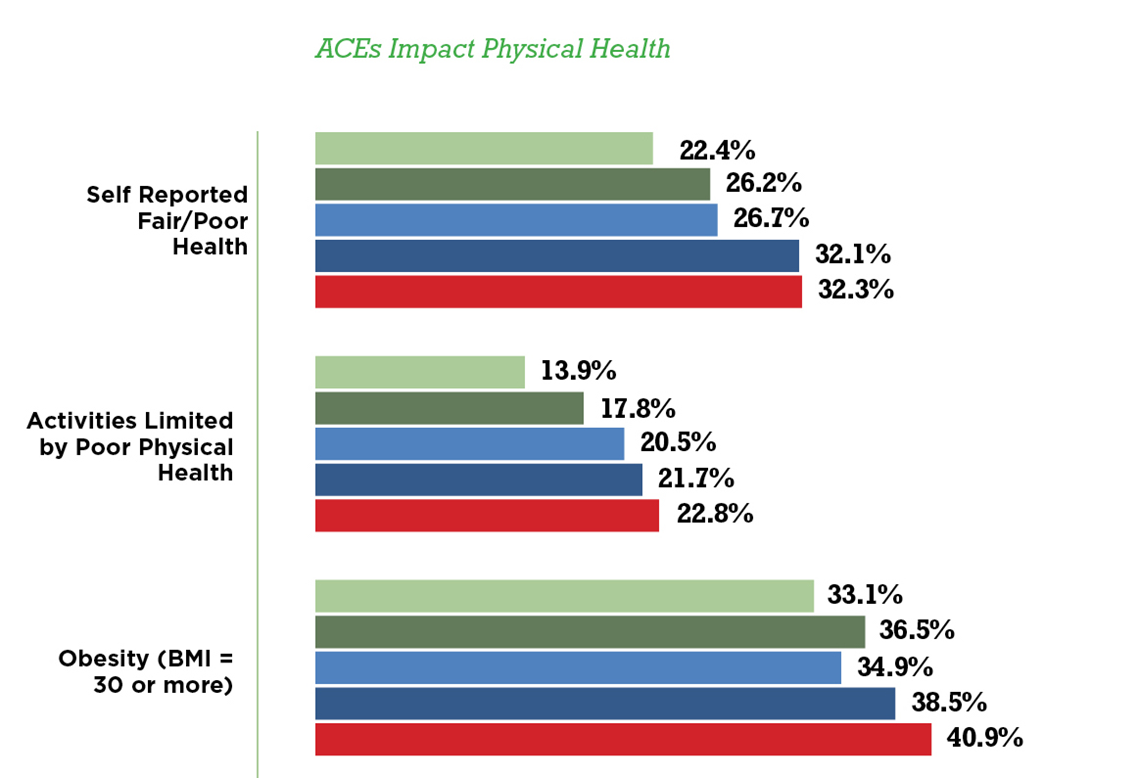 ACEs Impact Physical Health
Self Reported
Fair/Poor
Health
22.4%
26.2%
26.7%
32.1%
32.3%
Activities Limited
by Poor Physical
Health
13.9%
17.8%
20.5%
21.7%
22.8%
Obesity (BMI =
30 or more)
33.1%
36.5%
34.9%
38.5%
40.9%